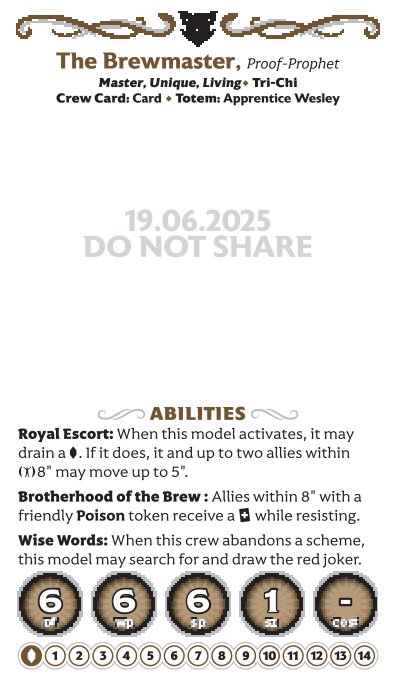 The Brewmaster, Proof-Prophet
Master, Unique, Living ♦ Tri-Chi
Crew Card: Card ♦ Totem: Apprentice Wesley
19.06.2025
DO NOT SHARE
ABILITIES
Royal Escort: When this model activates, it may
drain a . If it does, it and up to two allies within
8" may move up to 5".
Brotherhood of the Brew : Allies within 8" with a
friendly Poison token receive a while resisting.
Wise Words: When this crew abandons a scheme,
this model may search for and draw the red joker.
6 6 6 1 -
df wp sp sz cost
1 2 3 4 5 6 7 8 9 10 11 12 13 14